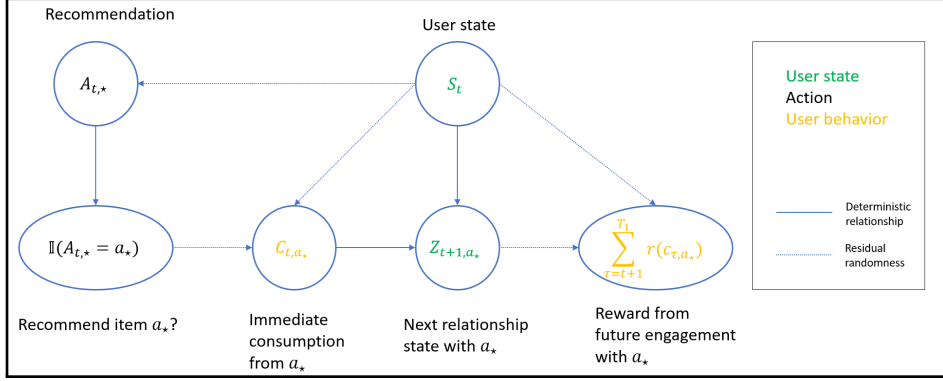 Recommendation
User state
A_{t,⋆}
S_t
User state
Action
User behavior
𝕀(A_{t,⋆} = a_⋆)
C_{t,a_⋆}
Z_{t+1,a_⋆}
\sum_{τ=t+1}^{T_1} r(c_{τ,a_⋆})
Deterministic
relationship
Residual
randomness
Recommend item a_⋆?
Immediate
consumption
from a_⋆
Next relationship
state with a_⋆
Reward from
future engagement
with a_⋆